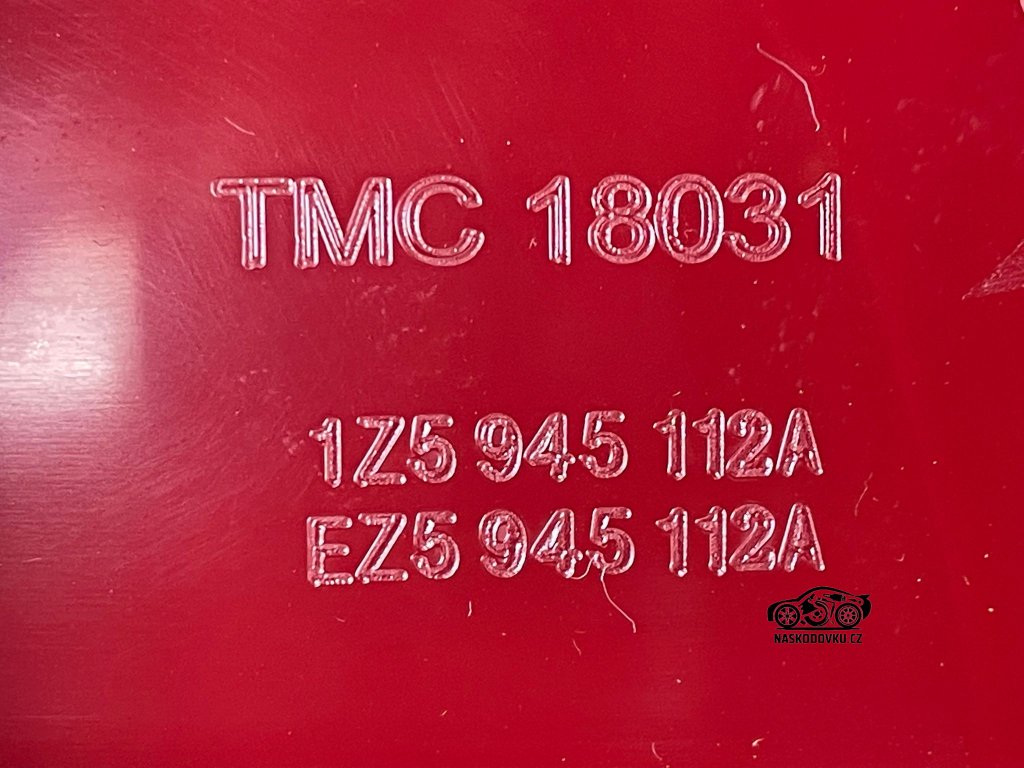 TMC 18031
1Z5 945 112A
EZ5 945 112A
NASKODOVKU.CZ